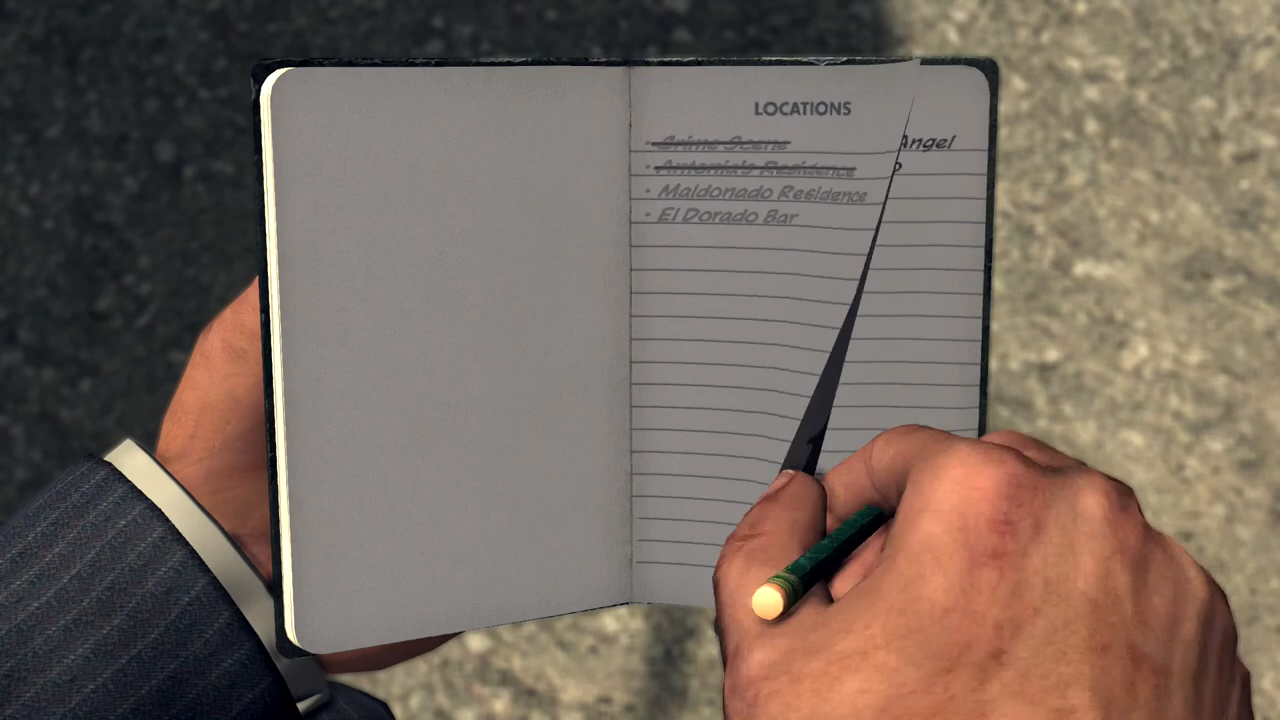 LOCATIONS
• Crime Scene
• Antonia's Residence
• Maldonado Residence
• El Dorado Bar
Angel